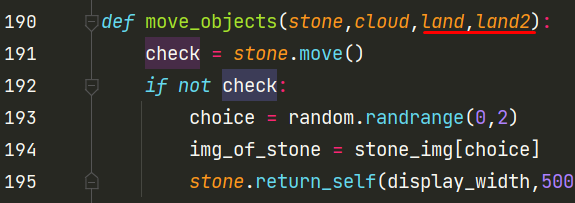 190 def move_objects(stone,cloud,land,land2):
191 check = stone.move()
192 if not check:
193 choice = random.randrange(0,2)
194 img_of_stone = stone_img[choice]
195 stone.return_self(display_width,500